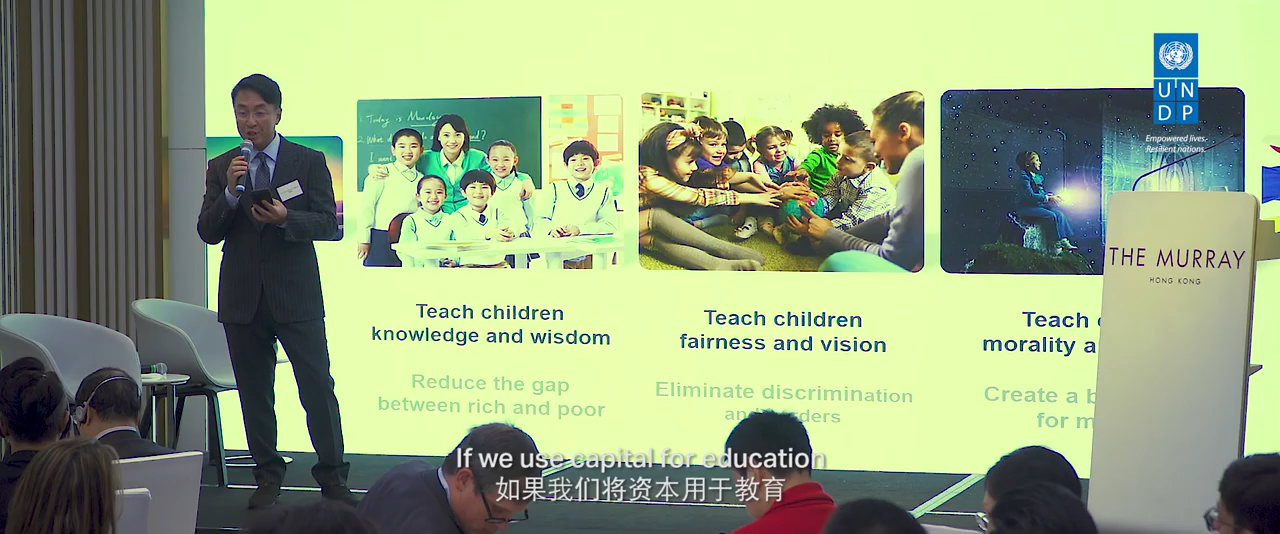 UN
DP
Empowered lives.
Resilient nations.
Teach children
knowledge and wisdom
Reduce the gap
between rich and poor
Teach children
fairness and vision
Eliminate discrimination
Teach
morality
Create a
for
THE MURRAY
HONG KONG
If we use capital for education
如果我们将资本用于教育